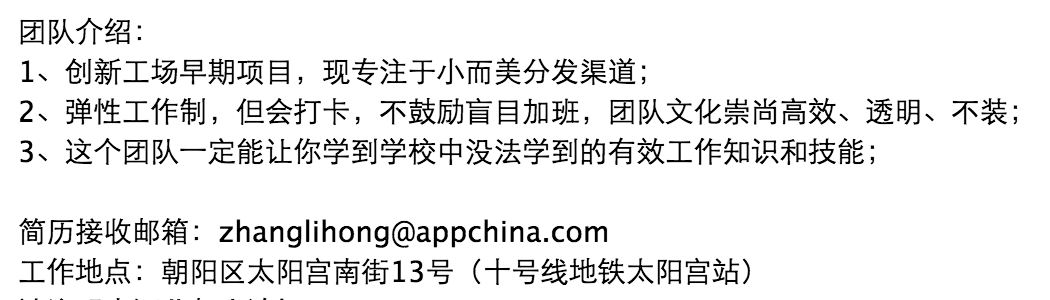 团队介绍：
1、创新工场早期项目，现专注于小而美分发渠道；
2、弹性工作制，但会打卡，不鼓励盲目加班，团队文化崇尚高效、透明、不装；
3、这个团队一定能让你学到学校中没法学到的有效工作知识和技能；
简历接收邮箱：zhanglihong@appchina.com
工作地点：朝阳区太阳宫南街13号（十号线地铁太阳宫站）